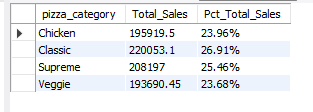 pizza_category Total_Sales Pct_Total_Sales
Chicken 195919.5 23.96%
Classic 220053.1 26.91%
Supreme 208197 25.46%
Veggie 193690.45 23.68%